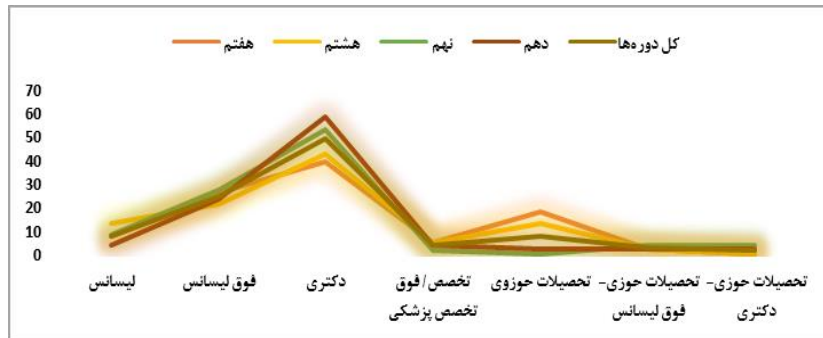 هفتم هشتم نهم دهم کل دوره‌ها
70
60
50
40
30
20
10
0
لیسانس
فوق لیسانس
دکتری
تخصص/ فوق
تخصص پزشکی
تحصیلات حوزوی
تحصیلات حوزی-
فوق لیسانس
تحصیلات حوزی-
دکتری